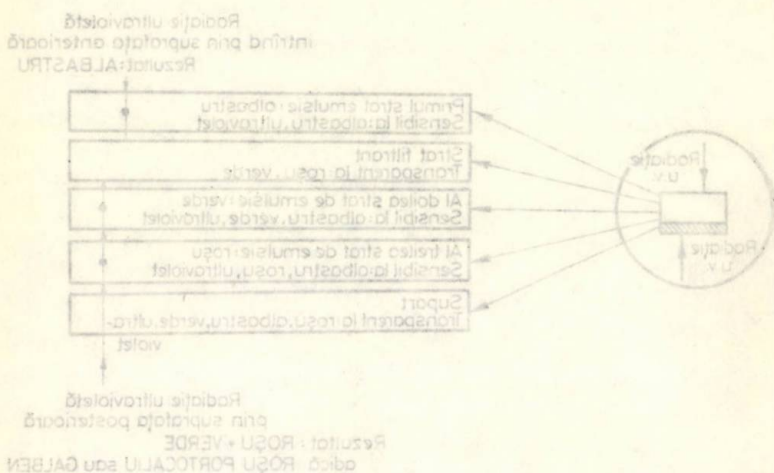 Radiație ultravioletă
intrînd prin suprafața anterioară
Rezultat: ALBASTRU
Primul strat emulsie: albastru
Sensibil la: albastru, ultraviolet
Strat filtrant
Transparent la: roșu, verde
Al doilea strat de emulsie: verde
Sensibil la: albastru, verde, ultraviolet
Al treilea strat de emulsie: roșu
Sensibil la: albastru, roșu, ultraviolet
Suport
Transparent la: roșu, albastru, verde, ultra-
violet
Radiație
u.v.
Radiație
u.v.
Radiație ultravioletă
prin suprafața posterioară
Rezultat: ROȘU + VERDE
adică: ROȘU PORTOCALIU sau GALBEN